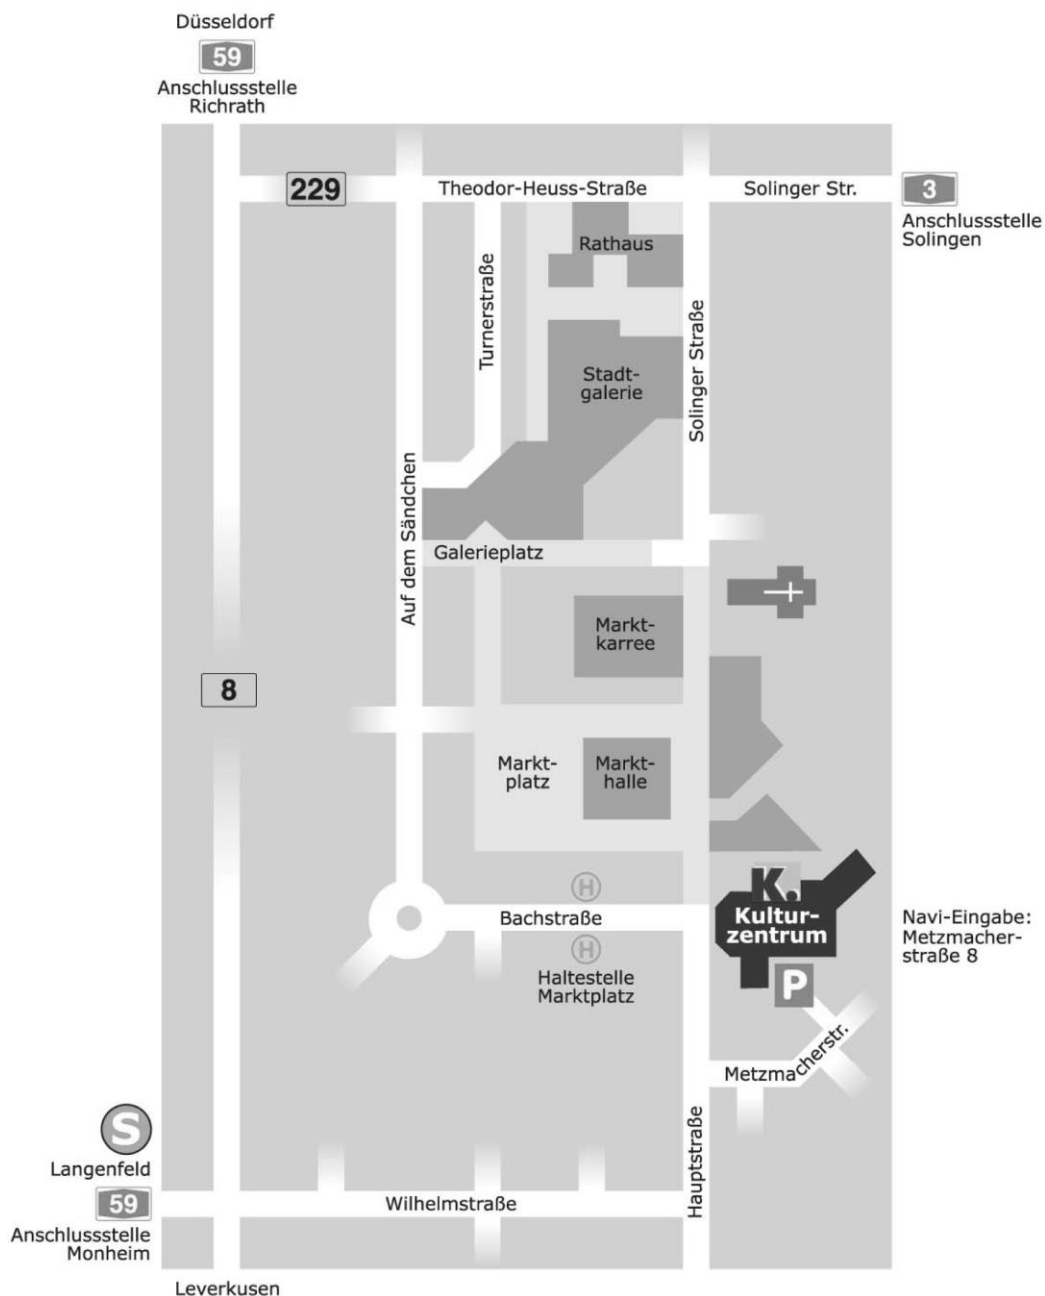 Düsseldorf
59
Anschlussstelle
Richrath
229
Theodor-Heuss-Straße
Solinger Str.
3
Anschlussstelle
Solingen
Rathaus
Turnerstraße
Solinger Straße
Stadt-
galerie
Auf dem Sändchen
Galerieplatz
Markt-
karree
8
Markt-
platz
Markt-
halle
H
K.
Bachstraße
Kultur-
zentrum
Navi-Eingabe:
Metzmacher-
straße 8
H
Haltestelle
Marktplatz
P
Metzmacherstr.
S
Langenfeld
59
Anschlussstelle
Monheim
Wilhelmstraße
Hauptstraße
Leverkusen